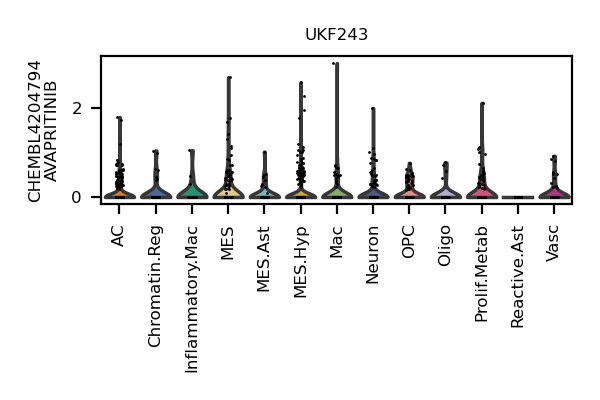 UKF243
CHEMBL4204794
AVAPRITINIB
2
0
AC
Chromatin.Reg
Inflammatory.Mac
MES
MES.Ast
MES.Hyp
Mac
Neuron
OPC
Oligo
Prolif.Metab
Reactive.Ast
Vasc